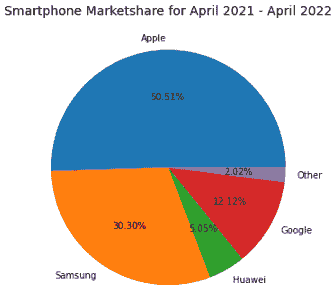 Smartphone Marketshare for April 2021 - April 2022
Apple
50.51%
2.02%
Other
12.12%
30.30%
5.05%
Google
Samsung
Huawei